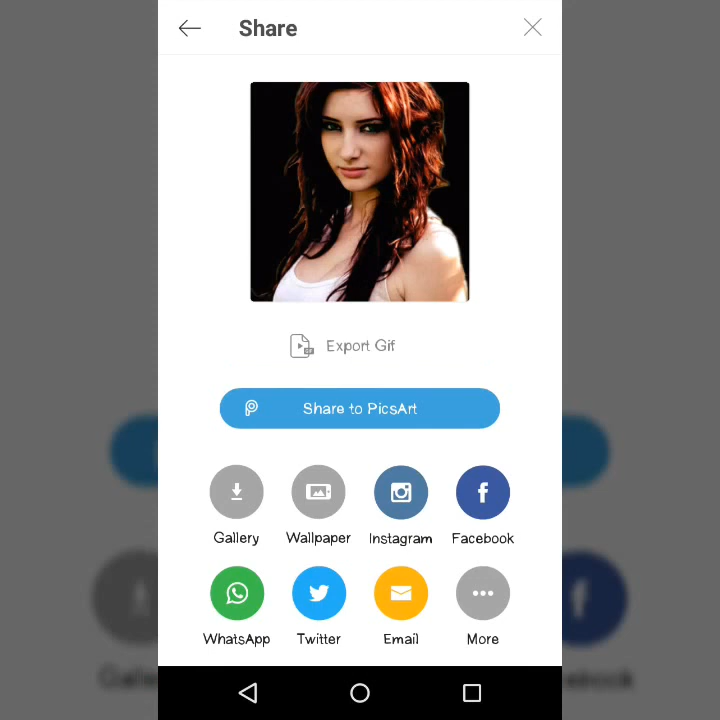 Share
Export Gif
Share to PicsArt
Gallery Wallpaper Instagram Facebook
WhatsApp Twitter Email More